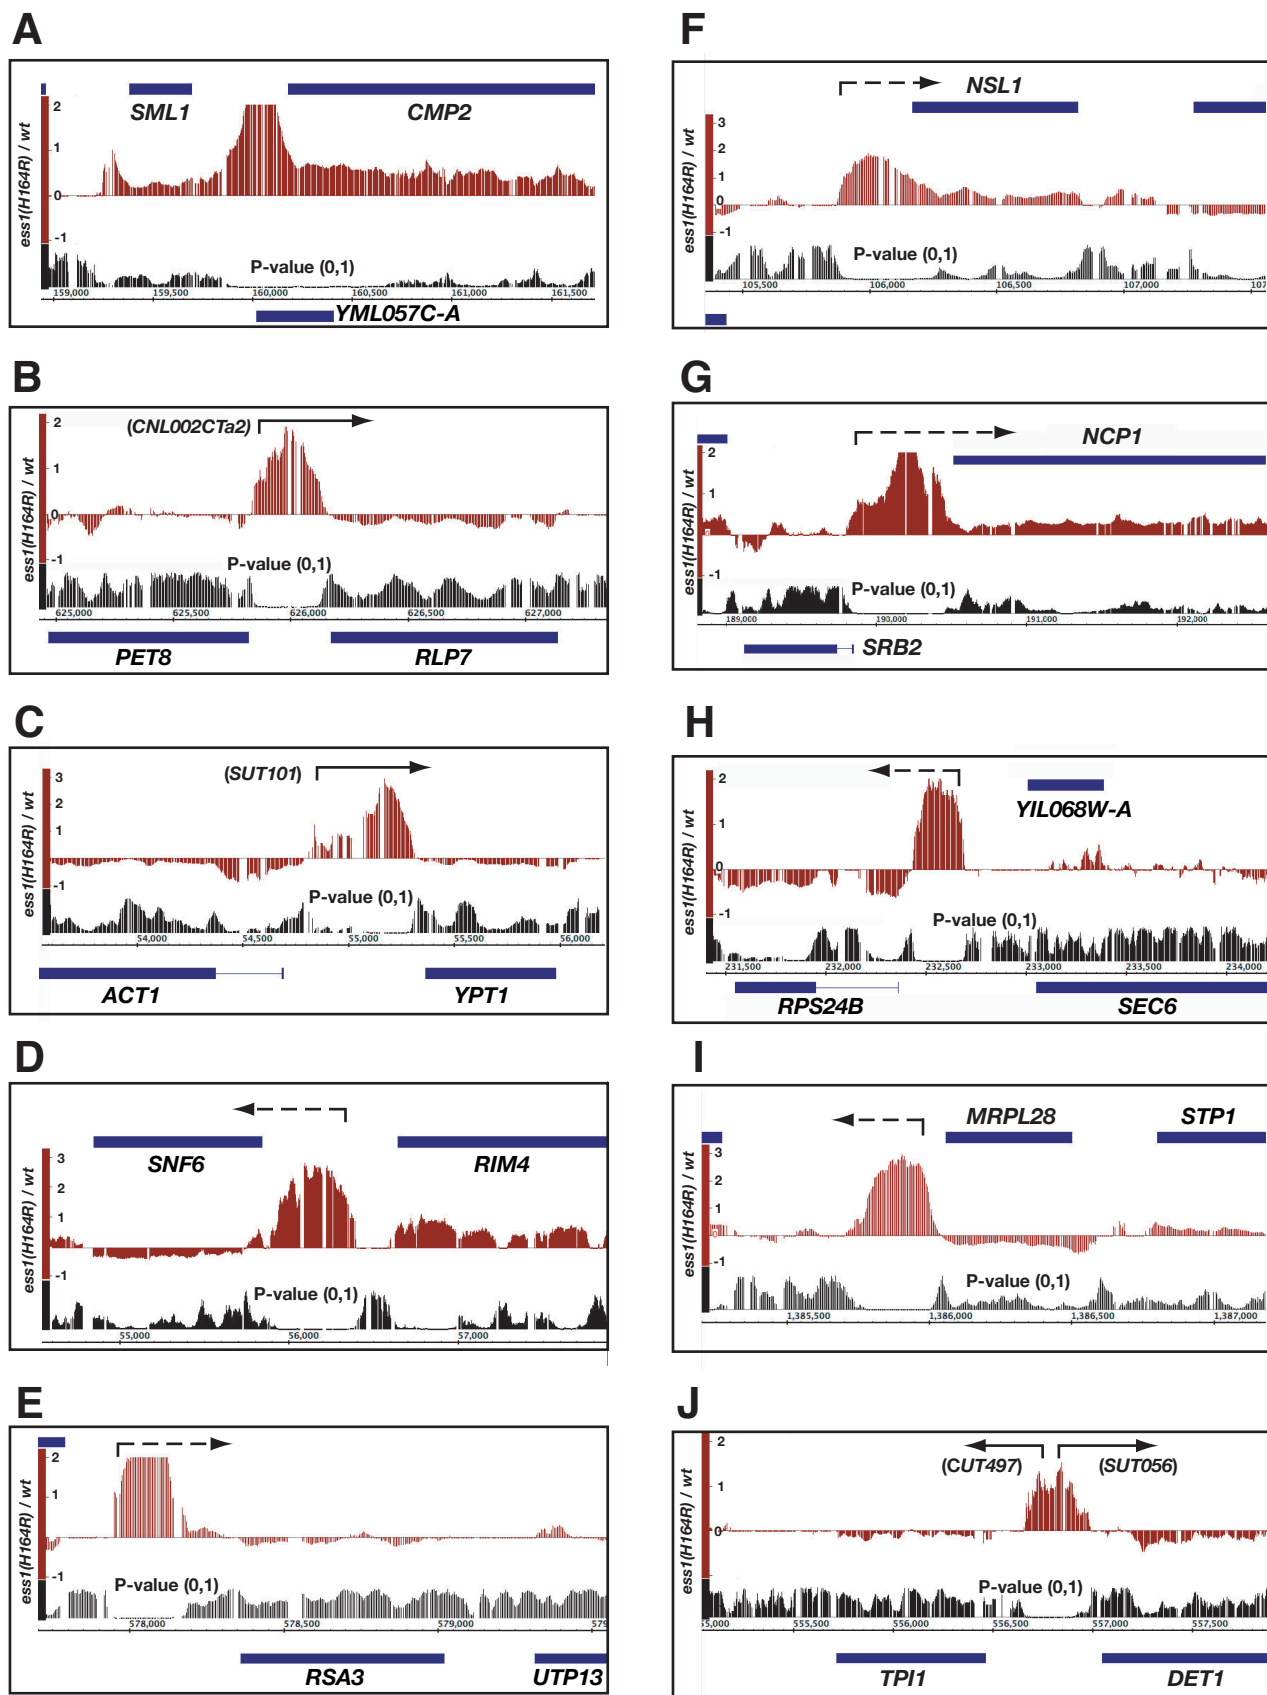 A
SML1
CMP2
2
1
0
-1
ess1(H164R) / wt
P-value (0,1)
159,000
159,500
160,000
160,500
161,000
161,500
YML057C-A
B
(CNL002CTa2)
2
1
0
-1
ess1(H164R) / wt
P-value (0,1)
625,000
625,500
626,000
626,500
627,000
PET8
RLP7
C
(SUT101)
3
2
1
-1
ess1(H164R) / wt
P-value (0,1)
54,000
54,500
55,000
55,500
56,000
ACT1
YPT1
D
SNF6
RIM4
3
2
1
-1
ess1(H164R) / wt
P-value (0,1)
55,000
56,000
57,000
E
2
1
-1
ess1(H164R) / wt
P-value (0,1)
578,000
578,500
579,000
579
RSA3
UTP13
F
NSL1
3
2
1
0
-1
ess1(H164R) / wt
P-value (0,1)
105,500
106,000
106,500
107,000
107
G
NCP1
2
1
-1
ess1(H164R) / wt
P-value (0,1)
189,000
190,000
191,000
192,000
SRB2
H
YIL068W-A
2
1
0
-1
ess1(H164R) / wt
P-value (0,1)
231,500
232,000
232,500
233,000
233,500
234,000
RPS24B
SEC6
I
MRPL28
STP1
3
2
1
0
-1
ess1(H164R) / wt
P-value (0,1)
1,385,500
1,386,000
1,386,500
1,387,000
J
(CUT497)
(SUT056)
2
1
0
ess1(H164R) / wt
P-value (0,1)
55,000
555,500
556,000
556,500
557,000
557,500
TPI1
DET1